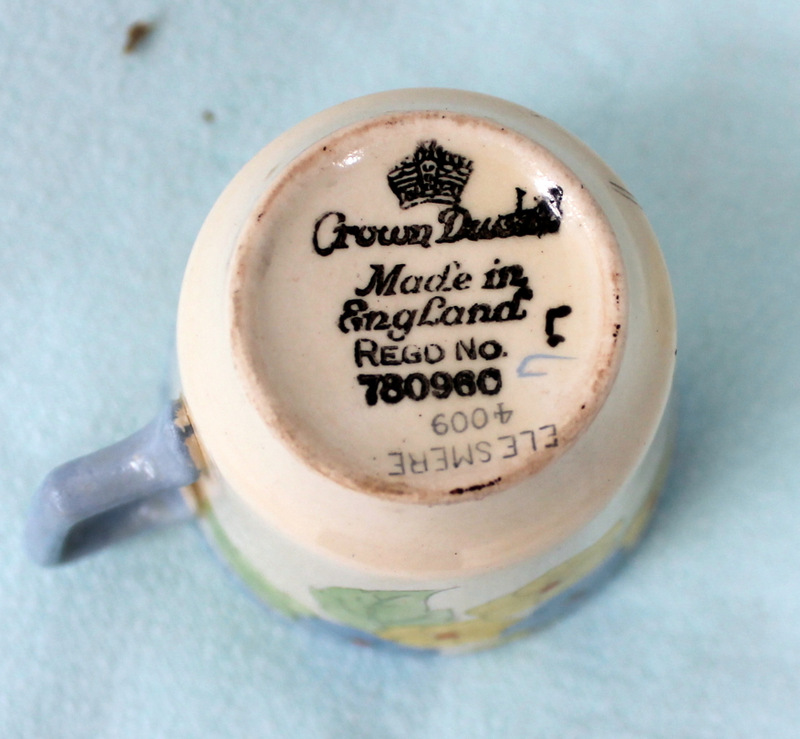 Crown Ducal
Made in
England
REGD NO.
780960
ELESMERE
4009